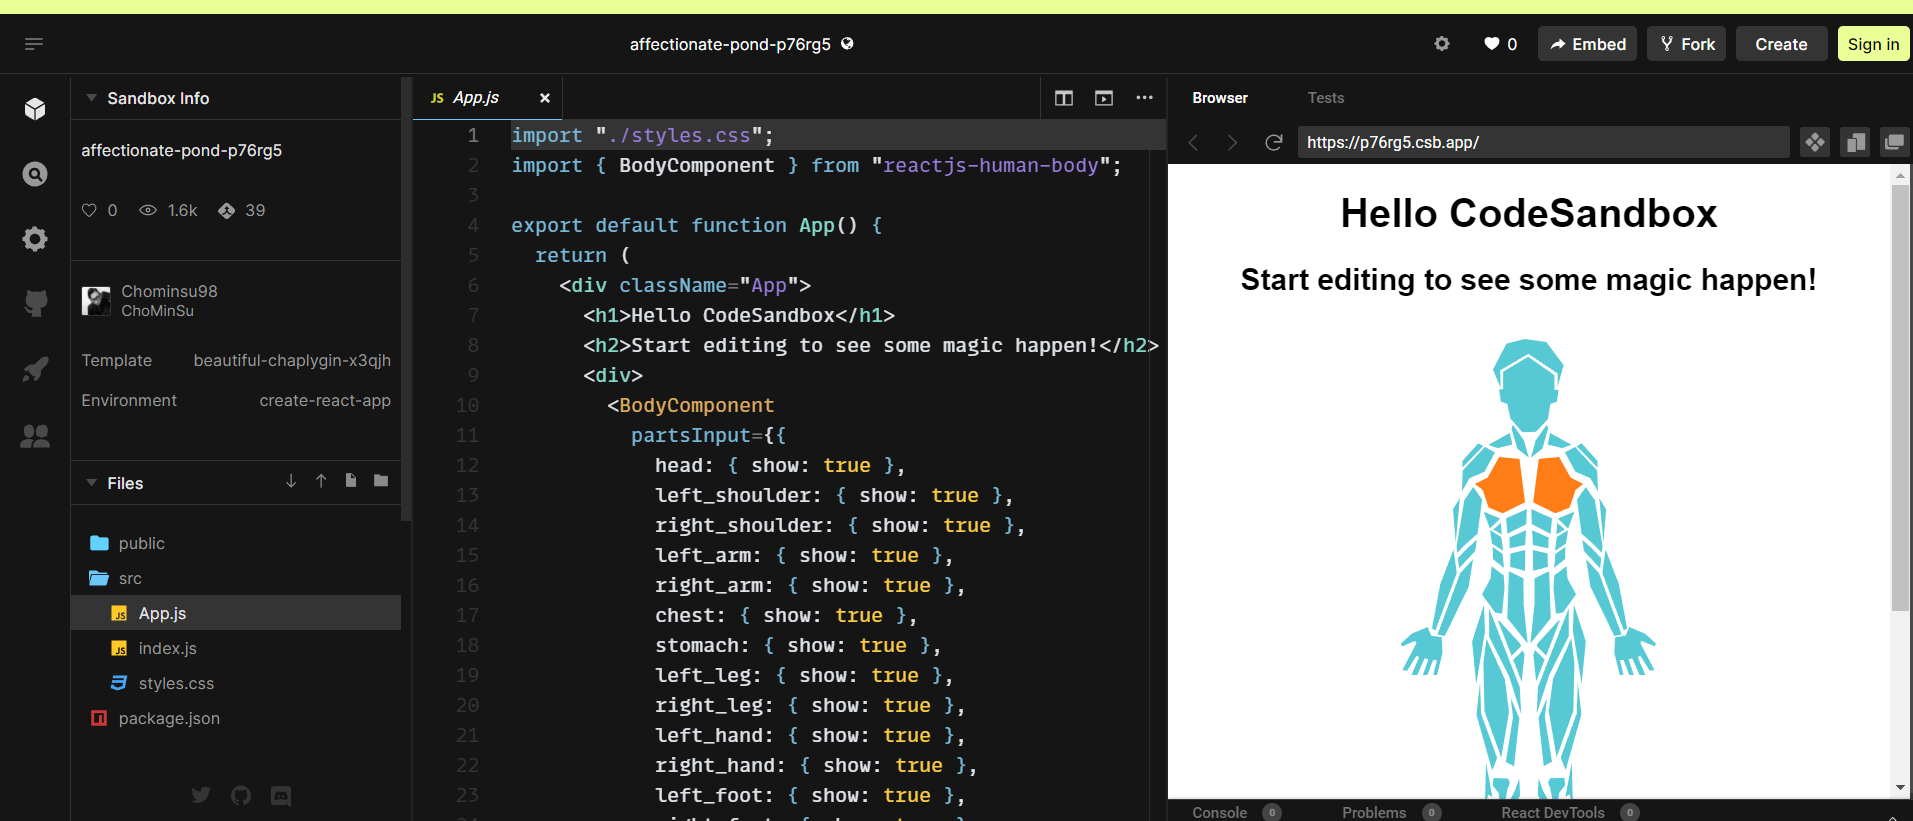 affectionate-pond-p76rg5
0
Embed
Fork
Create
Sign in
Sandbox Info
affectionate-pond-p76rg5
0 1.6k 39
Chominsu98
ChoMinSu
Template beautiful-chaplygin-x3qjh
Environment create-react-app
Files
public
src
JS App.js
JS index.js
styles.css
package.json
JS App.js
1 import "./styles.css";
2 import { BodyComponent } from "reactjs-human-body";
3
4 export default function App() {
5 return (
6 <div className="App">
7 <h1>Hello CodeSandbox</h1>
8 <h2>Start editing to see some magic happen!</h2>
9 <div>
10 <BodyComponent
11 partsInput={{
12 head: { show: true },
13 left_shoulder: { show: true },
14 right_shoulder: { show: true },
15 left_arm: { show: true },
16 right_arm: { show: true },
17 chest: { show: true },
18 stomach: { show: true },
19 left_leg: { show: true },
20 right_leg: { show: true },
21 left_hand: { show: true },
22 right_hand: { show: true },
23 left_foot: { show: true },
Browser Tests
https://p76rg5.csb.app/
Hello CodeSandbox
Start editing to see some magic happen!
Console 0 Problems 0 React DevTools 0